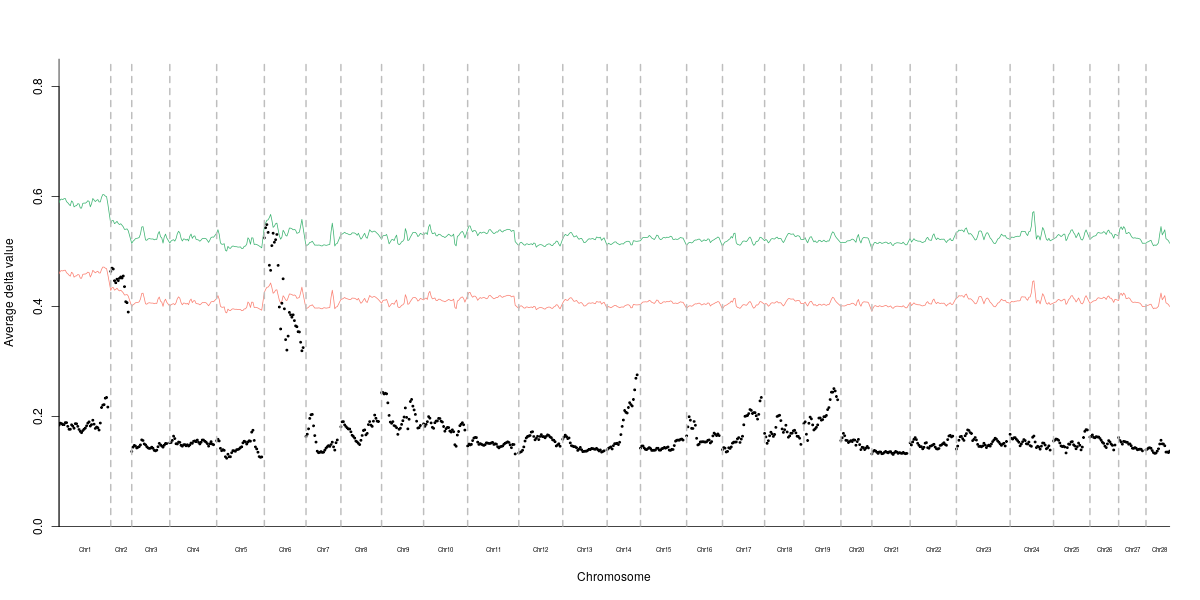 Average delta value
0.8
0.6
0.4
0.2
0.0
Chr1 Chr2 Chr3 Chr4 Chr5 Chr6 Chr7 Chr8 Chr9 Chr10 Chr11 Chr12 Chr13 Chr14 Chr15 Chr16 Chr17 Chr18 Chr19 Chr20 Chr21 Chr22 Chr23 Chr24 Chr25 Chr26 Chr27 Chr28
Chromosome